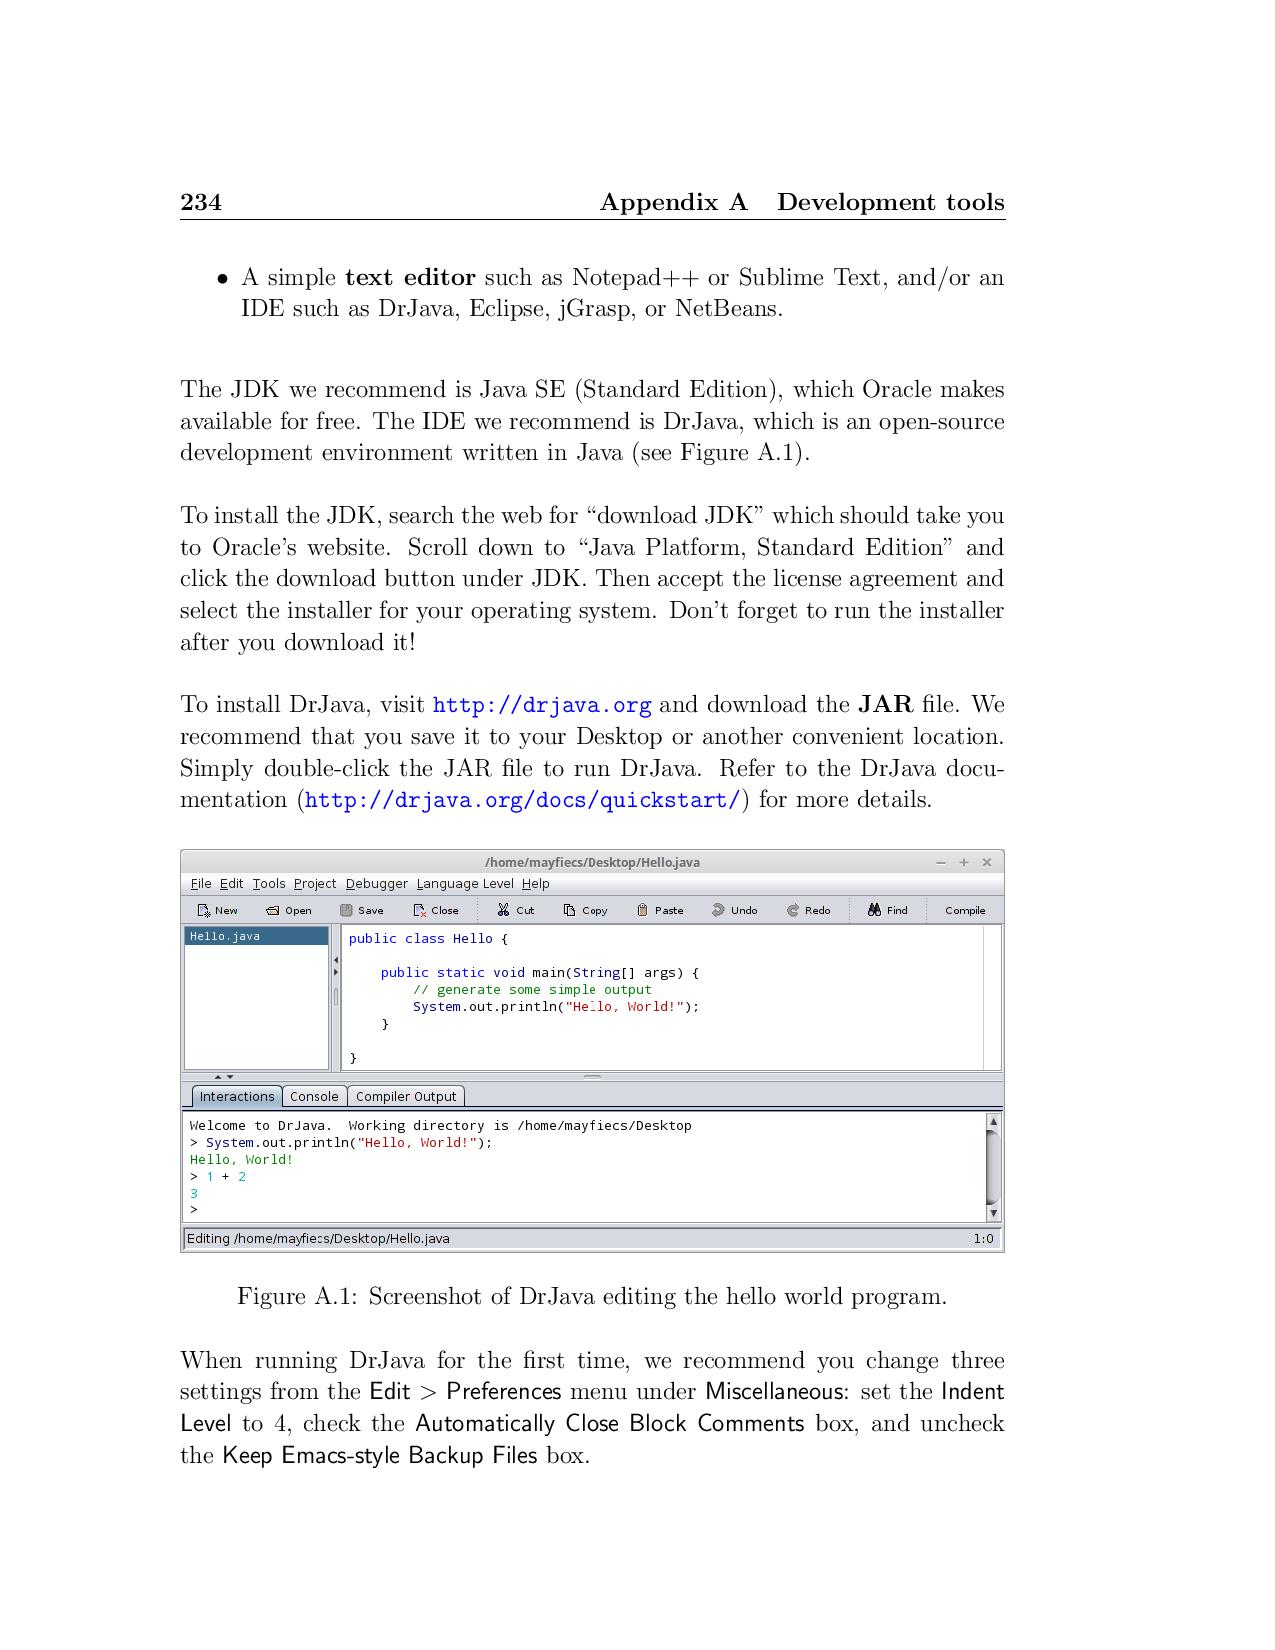 234 Appendix A Development tools
• A simple text editor such as Notepad++ or Sublime Text, and/or an
IDE such as DrJava, Eclipse, jGrasp, or NetBeans.
The JDK we recommend is Java SE (Standard Edition), which Oracle makes
available for free. The IDE we recommend is DrJava, which is an open-source
development environment written in Java (see Figure A.1).
To install the JDK, search the web for “download JDK” which should take you
to Oracle’s website. Scroll down to “Java Platform, Standard Edition” and
click the download button under JDK. Then accept the license agreement and
select the installer for your operating system. Don’t forget to run the installer
after you download it!
To install DrJava, visit http://drjava.org and download the JAR file. We
recommend that you save it to your Desktop or another convenient location.
Simply double-click the JAR file to run DrJava. Refer to the DrJava docu-
mentation (http://drjava.org/docs/quickstart/) for more details.
/home/mayfiecs/Desktop/Hello.java
File Edit Tools Project Debugger Language Level Help
New Open Save Close Cut Copy Paste Undo Redo Find Compile
Hello.java
public class Hello {
public static void main(String[] args) {
// generate some simple output
System.out.println("Hello, World!");
}
}
Interactions Console Compiler Output
Welcome to DrJava. Working directory is /home/mayfiecs/Desktop
> System.out.println("Hello, World!");
Hello, World!
> 1 + 2
3
>
Editing /home/mayfiecs/Desktop/Hello.java 1:0
Figure A.1: Screenshot of DrJava editing the hello world program.
When running DrJava for the first time, we recommend you change three
settings from the Edit > Preferences menu under Miscellaneous: set the Indent
Level to 4, check the Automatically Close Block Comments box, and uncheck
the Keep Emacs-style Backup Files box.